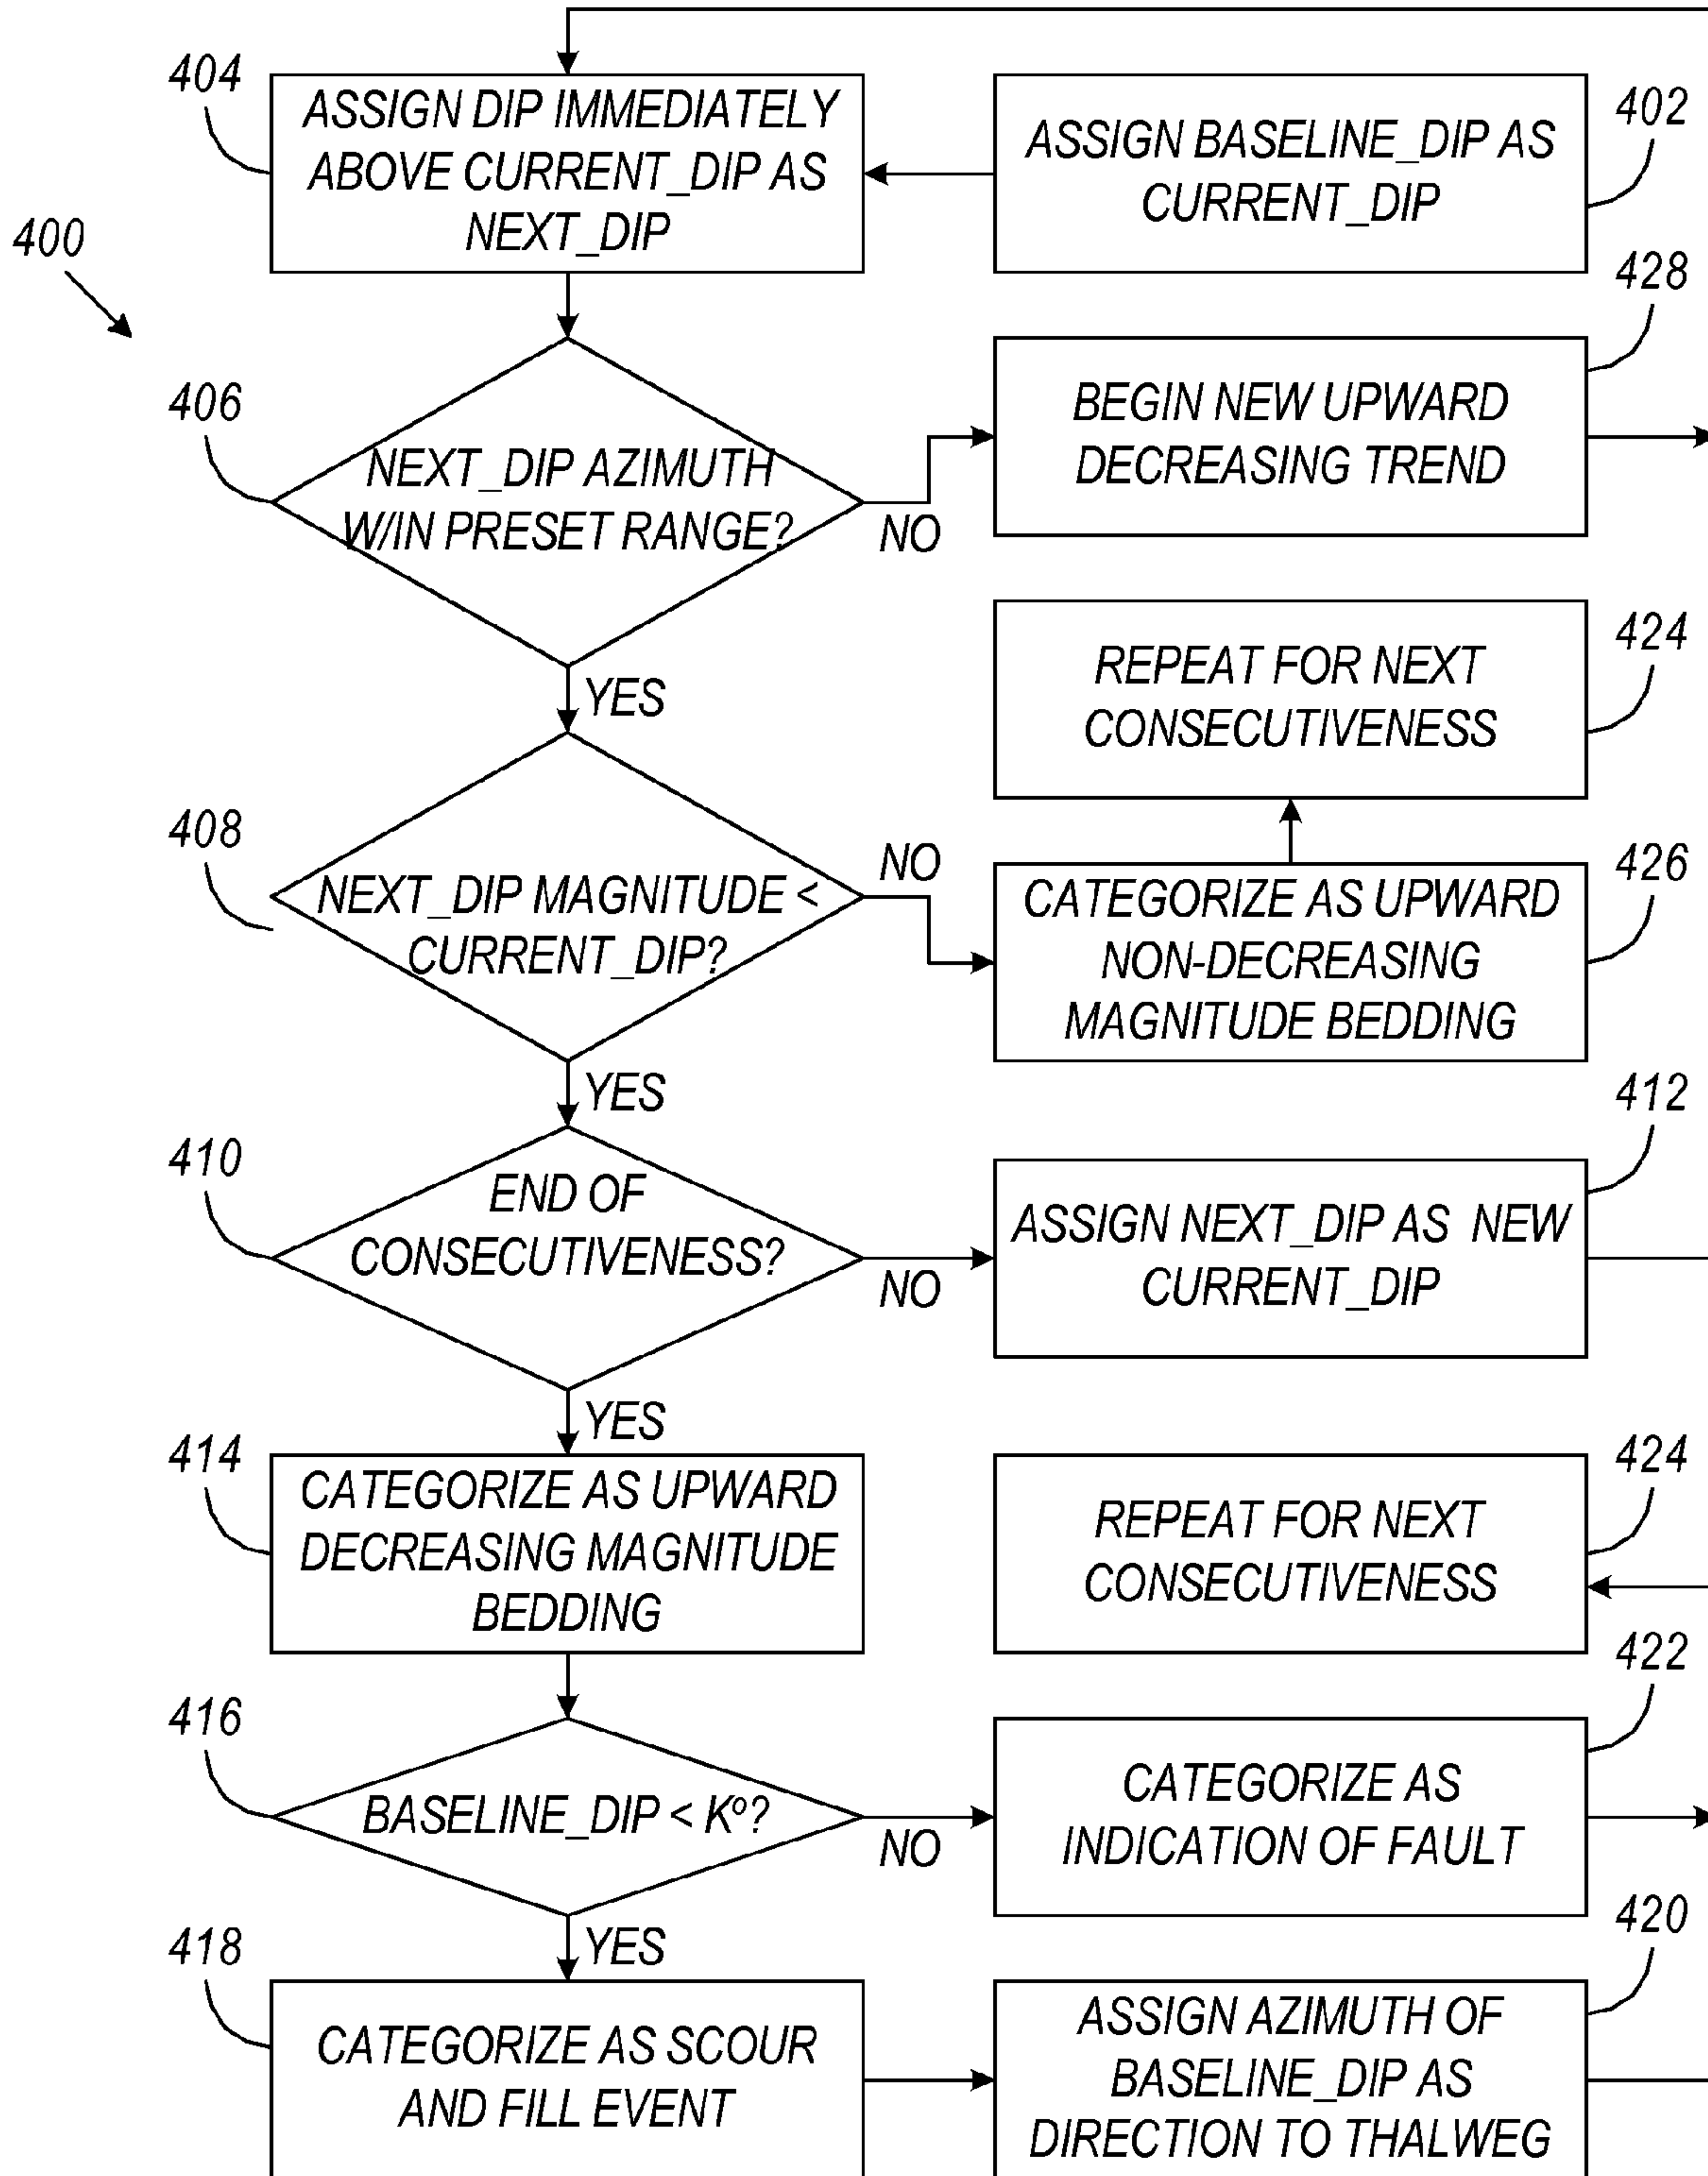 404
ASSIGN DIP IMMEDIATELY
ABOVE CURRENT_DIP AS
NEXT_DIP
402
ASSIGN BASELINE_DIP AS
CURRENT_DIP
400
406
NEXT_DIP AZIMUTH
W/IN PRESET RANGE?
NO
YES
428
BEGIN NEW UPWARD
DECREASING TREND
424
REPEAT FOR NEXT
CONSECUTIVENESS
408
NEXT_DIP MAGNITUDE <
CURRENT_DIP?
NO
YES
426
CATEGORIZE AS UPWARD
NON-DECREASING
MAGNITUDE BEDDING
410
END OF
CONSECUTIVENESS?
NO
YES
412
ASSIGN NEXT_DIP AS NEW
CURRENT_DIP
414
CATEGORIZE AS UPWARD
DECREASING MAGNITUDE
BEDDING
424
REPEAT FOR NEXT
CONSECUTIVENESS
416
BASELINE_DIP < Kº?
NO
YES
422
CATEGORIZE AS
INDICATION OF FAULT
418
CATEGORIZE AS SCOUR
AND FILL EVENT
420
ASSIGN AZIMUTH OF
BASELINE_DIP AS
DIRECTION TO THALWEG